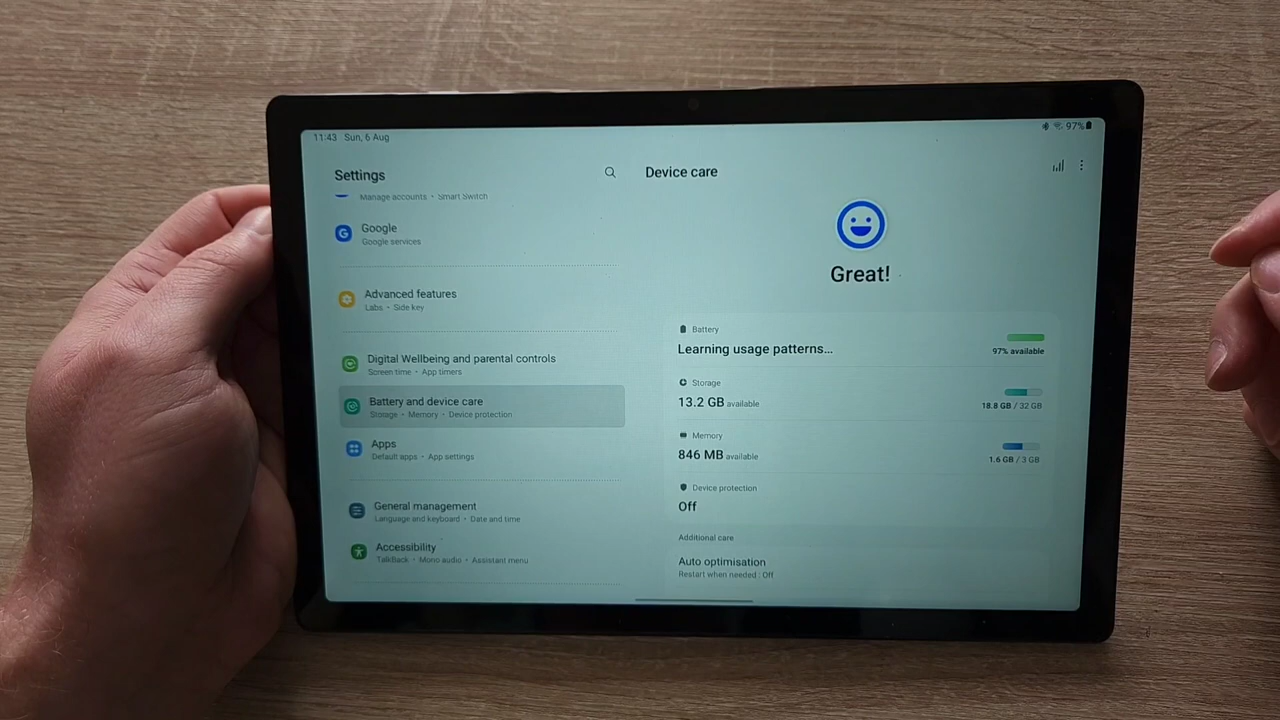 11:43 Sun, 6 Aug
97%
Settings
Manage accounts • Smart Switch
G
Google
Google services
Advanced features
Labs • Side key
Digital Wellbeing and parental controls
Screen time • App timers
Battery and device care
Storage • Memory • Device protection
Apps
Default apps • App settings
General management
Language and keyboard • Date and time
Accessibility
TalkBack • Mono audio • Assistant menu
Device care
Great!
Battery
Learning usage patterns...
97% available
Storage
13.2 GB available
18.8 GB / 32 GB
Memory
846 MB available
1.6 GB / 3 GB
Device protection
Off
Additional care
Auto optimisation
Restart when needed : Off